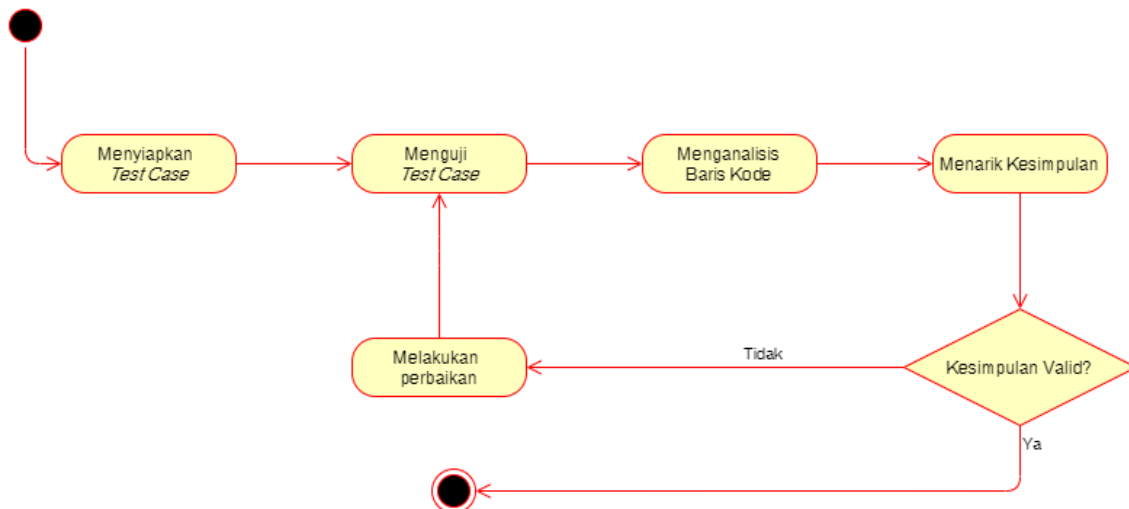 Menyiapkan
Test Case
Menguji
Test Case
Menganalisis
Baris Kode
Menarik Kesimpulan
Kesimpulan Valid?
Tidak
Melakukan
perbaikan
Ya